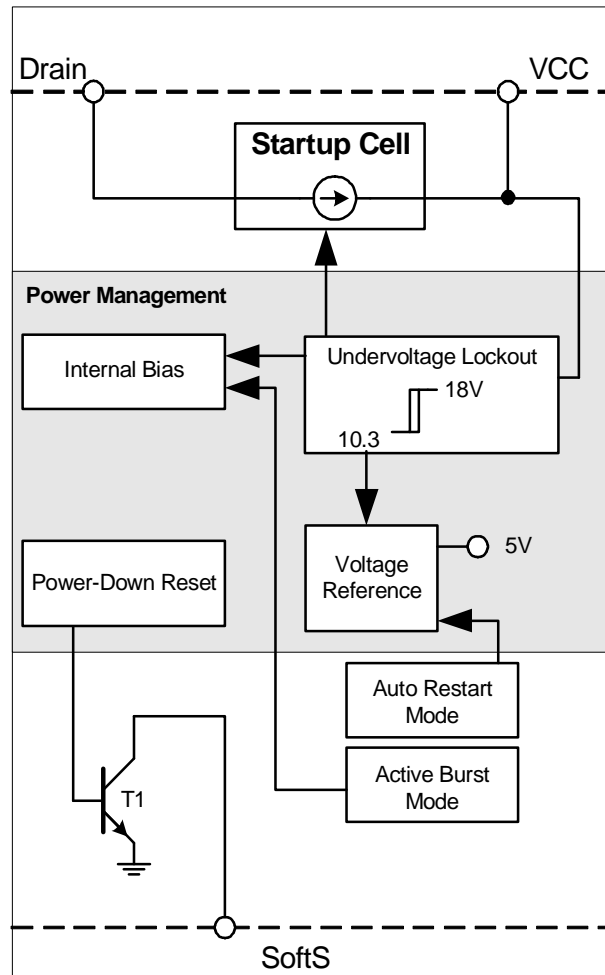 Drain
VCC
Startup Cell
Power Management
Internal Bias
Undervoltage Lockout
18V
10.3
Power-Down Reset
Voltage
Reference
5V
Auto Restart
Mode
Active Burst
Mode
T1
SoftS